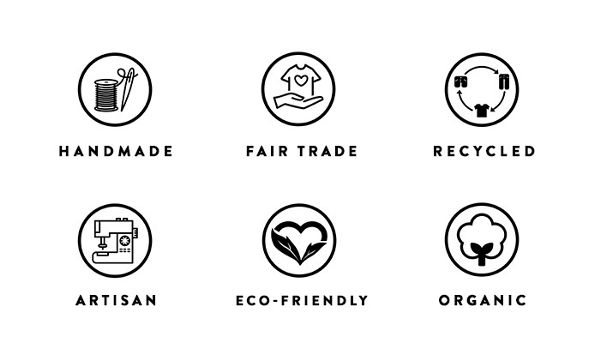 HANDMADE
FAIR TRADE
RECYCLED
ARTISAN
ECO-FRIENDLY
ORGANIC